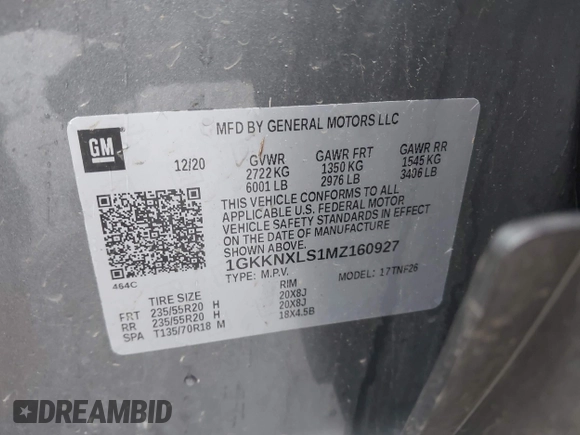 MFD BY GENERAL MOTORS LLC
GM
12/20 GVWR GAWR FRT GAWR RR
2722 KG 1350 KG 1545 KG
6001 LB 2976 LB 3406 LB
THIS VEHICLE CONFORMS TO ALL
APPLICABLE U.S. FEDERAL MOTOR
VEHICLE SAFETY STANDARDS IN EFFECT
ON THE DATE OF MANUFACTURE
SHOWN ABOVE.
1GKKNXLS1MZ160927
464C
TYPE: M.P.V. MODEL: 17TNF26
TIRE SIZE RIM
FRT 235/55R20 H 20X8J
RR 235/55R20 H 20X8J
SPA T135/70R18 M 18X4.5B
DREAMBID